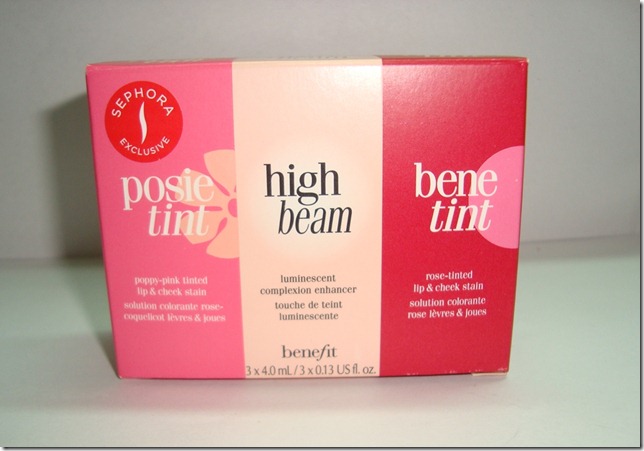 SEPHORA
EXCLUSIVE
posie
tint
poppy-pink tinted
lip & cheek stain
solution colorante rose-
coquelicot lèvres & joues
high
beam
luminescent
complexion enhancer
touche de teint
luminescente
benefit
3 x 4.0 mL / 3 x 0.13 US fl. oz.
bene
tint
rose-tinted
lip & cheek stain
solution colorante
rose lèvres & joues